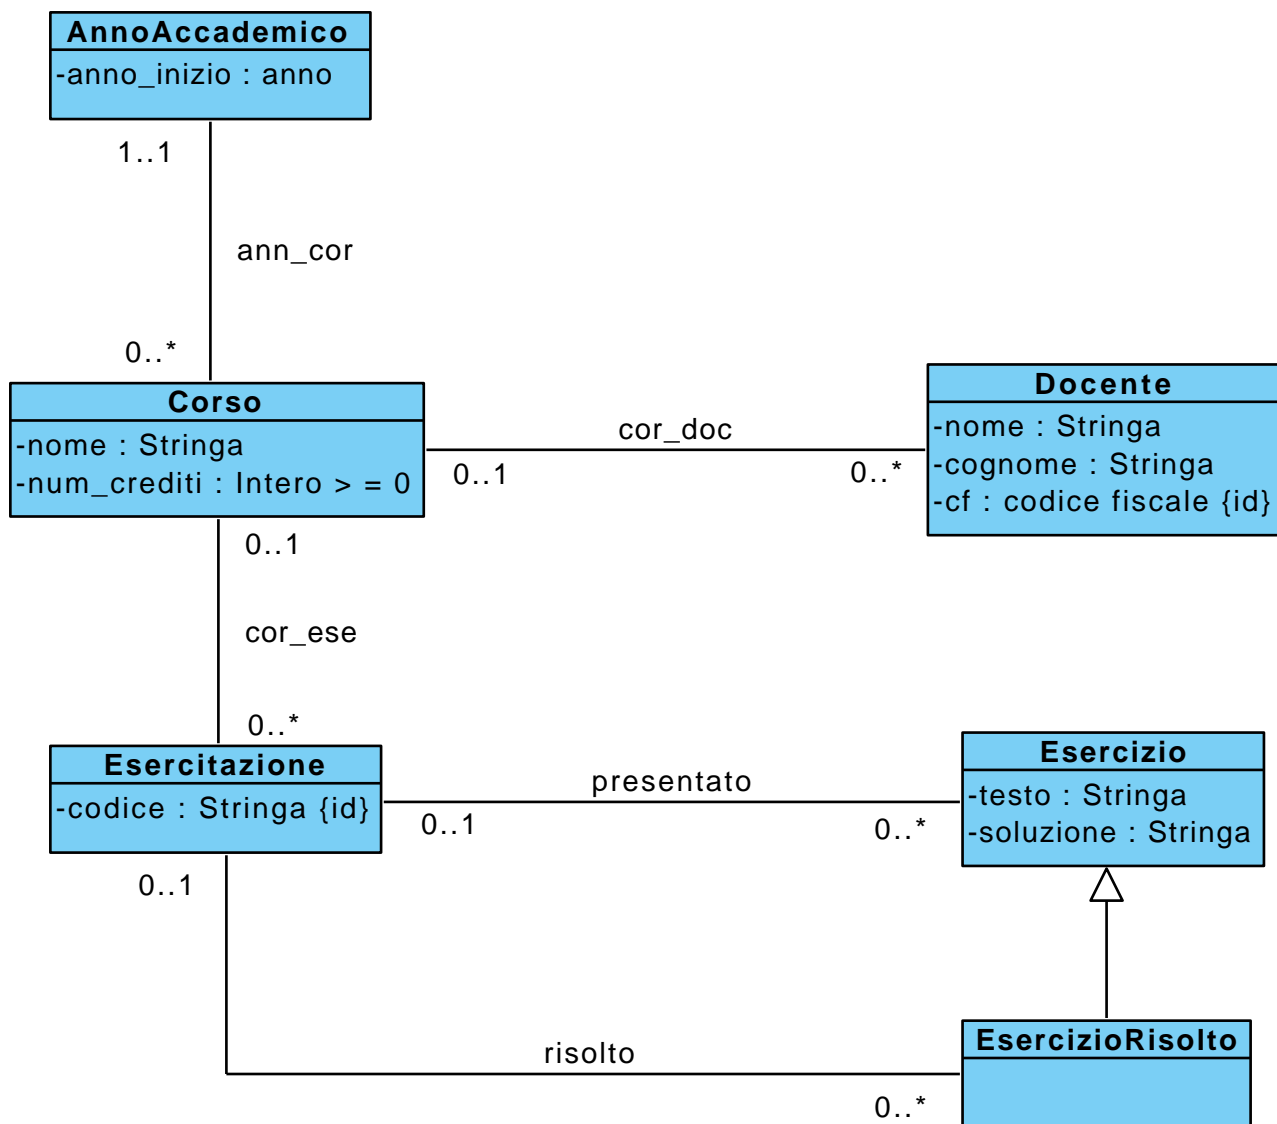 AnnoAccademico
-anno_inizio : anno
1..1
ann_cor
0..*
Corso
-nome : Stringa
-num_crediti : Intero > = 0
0..1
cor_doc
0..*
Docente
-nome : Stringa
-cognome : Stringa
-cf : codice fiscale {id}
0..1
cor_ese
0..*
Esercitazione
-codice : Stringa {id}
0..1
presentato
0..*
Esercizio
-testo : Stringa
-soluzione : Stringa
0..1
risolto
0..*
EsercizioRisolto